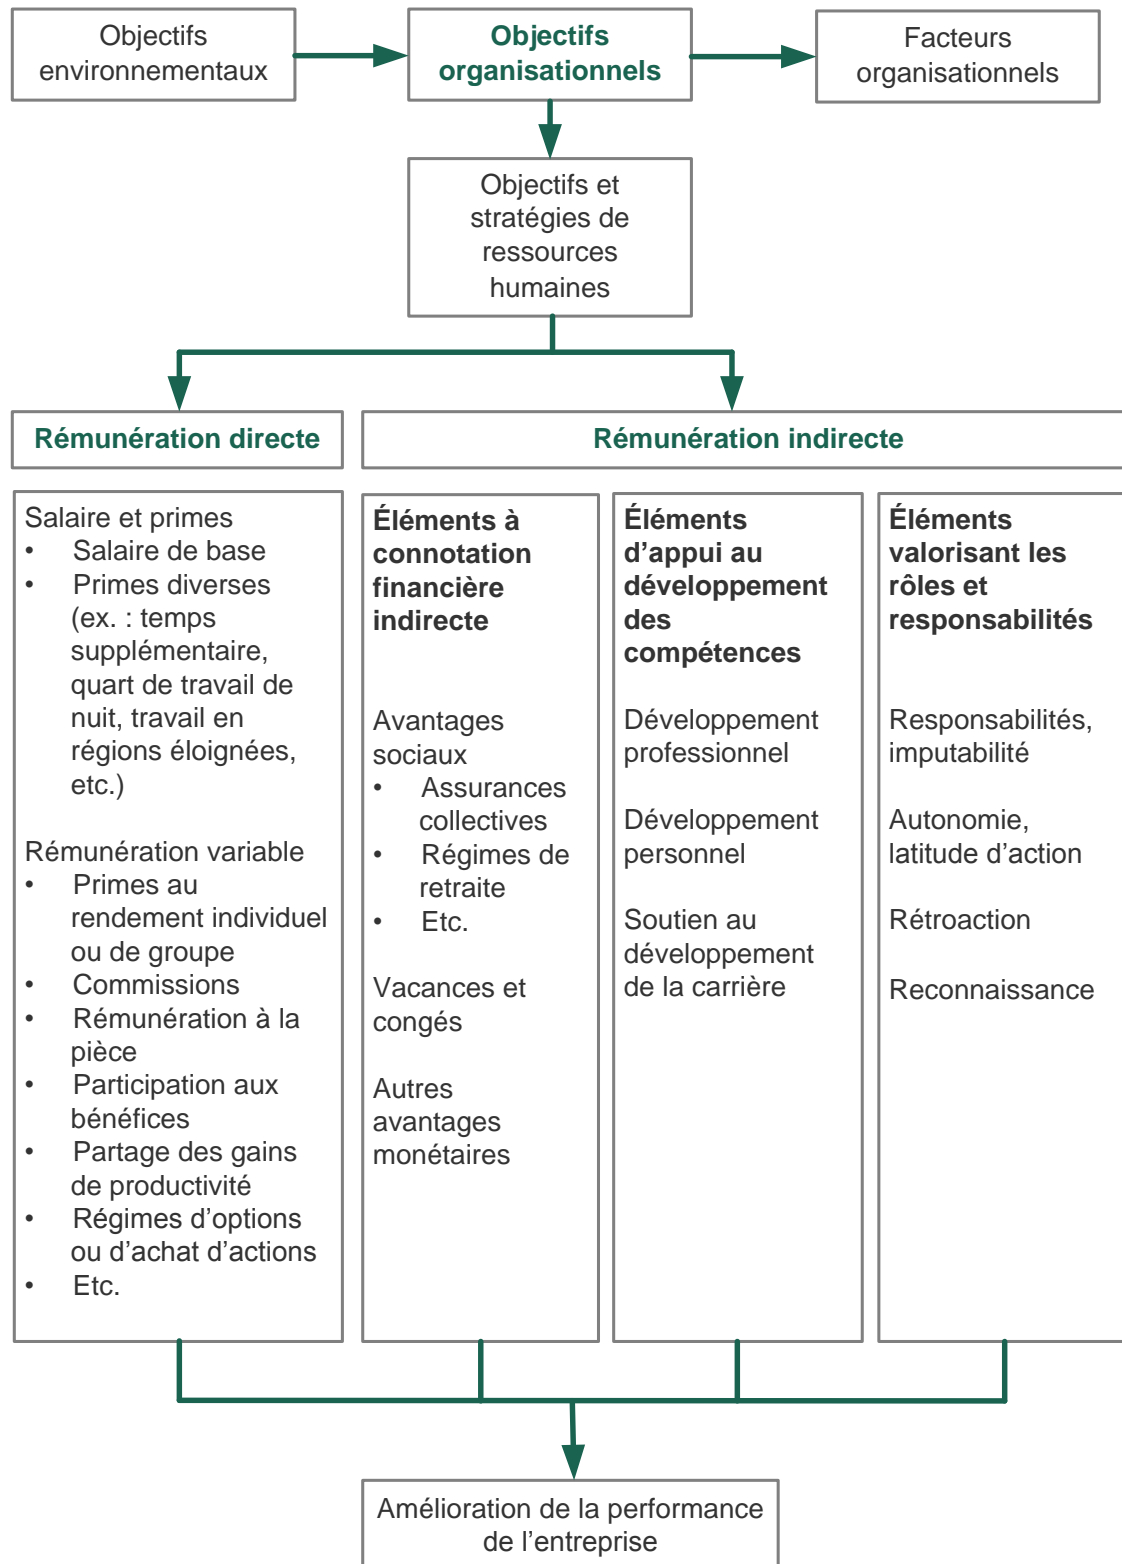 Objectifs
environnementaux
Objectifs
organisationnels
Facteurs
organisationnels
Objectifs et
stratégies de
ressources
humaines
Rémunération directe
Rémunération indirecte
Salaire et primes
• Salaire de base
• Primes diverses
(ex. : temps
supplémentaire,
quart de travail de
nuit, travail en
régions éloignées,
etc.)
Rémunération variable
• Primes au
rendement individuel
ou de groupe
• Commissions
• Rémunération à la
pièce
• Participation aux
bénéfices
• Partage des gains
de productivité
• Régimes d’options
ou d’achat d’actions
• Etc.
Éléments à
connotation
financière
indirecte
Avantages
sociaux
• Assurances
collectives
• Régimes de
retraite
• Etc.
Vacances et
congés
Autres
avantages
monétaires
Éléments
d’appui au
développement
des
compétences
Développement
professionnel
Développement
personnel
Soutien au
développement
de la carrière
Éléments
valorisant les
rôles et
responsabilités
Responsabilités,
imputabilité
Autonomie,
latitude d’action
Rétroaction
Reconnaissance
Amélioration de la performance
de l’entreprise